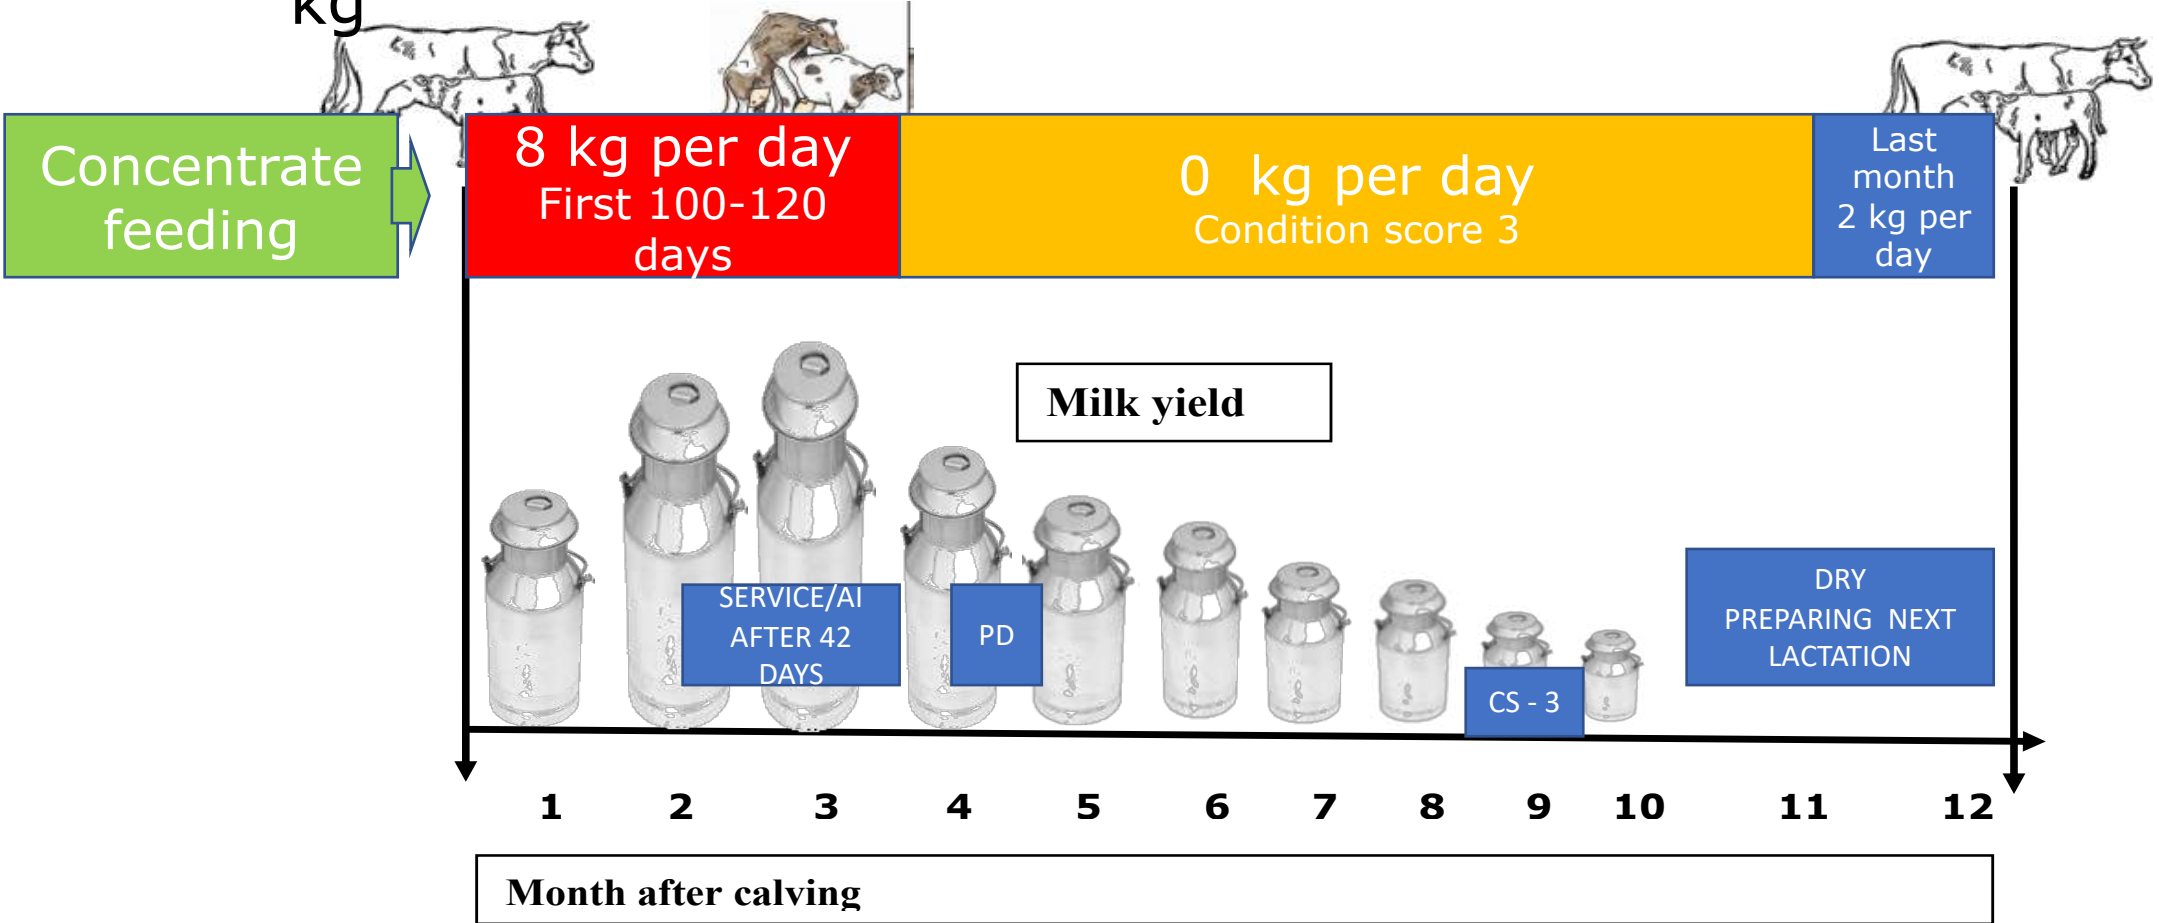 kg
Concentrate
feeding
8 kg per day
First 100-120
days
0 kg per day
Condition score 3
Last
month
2 kg per
day
Milk yield
SERVICE/AI
AFTER 42
DAYS
PD
CS - 3
DRY
PREPARING NEXT
LACTATION
1 2 3 4 5 6 7 8 9 10 11 12
Month after calving